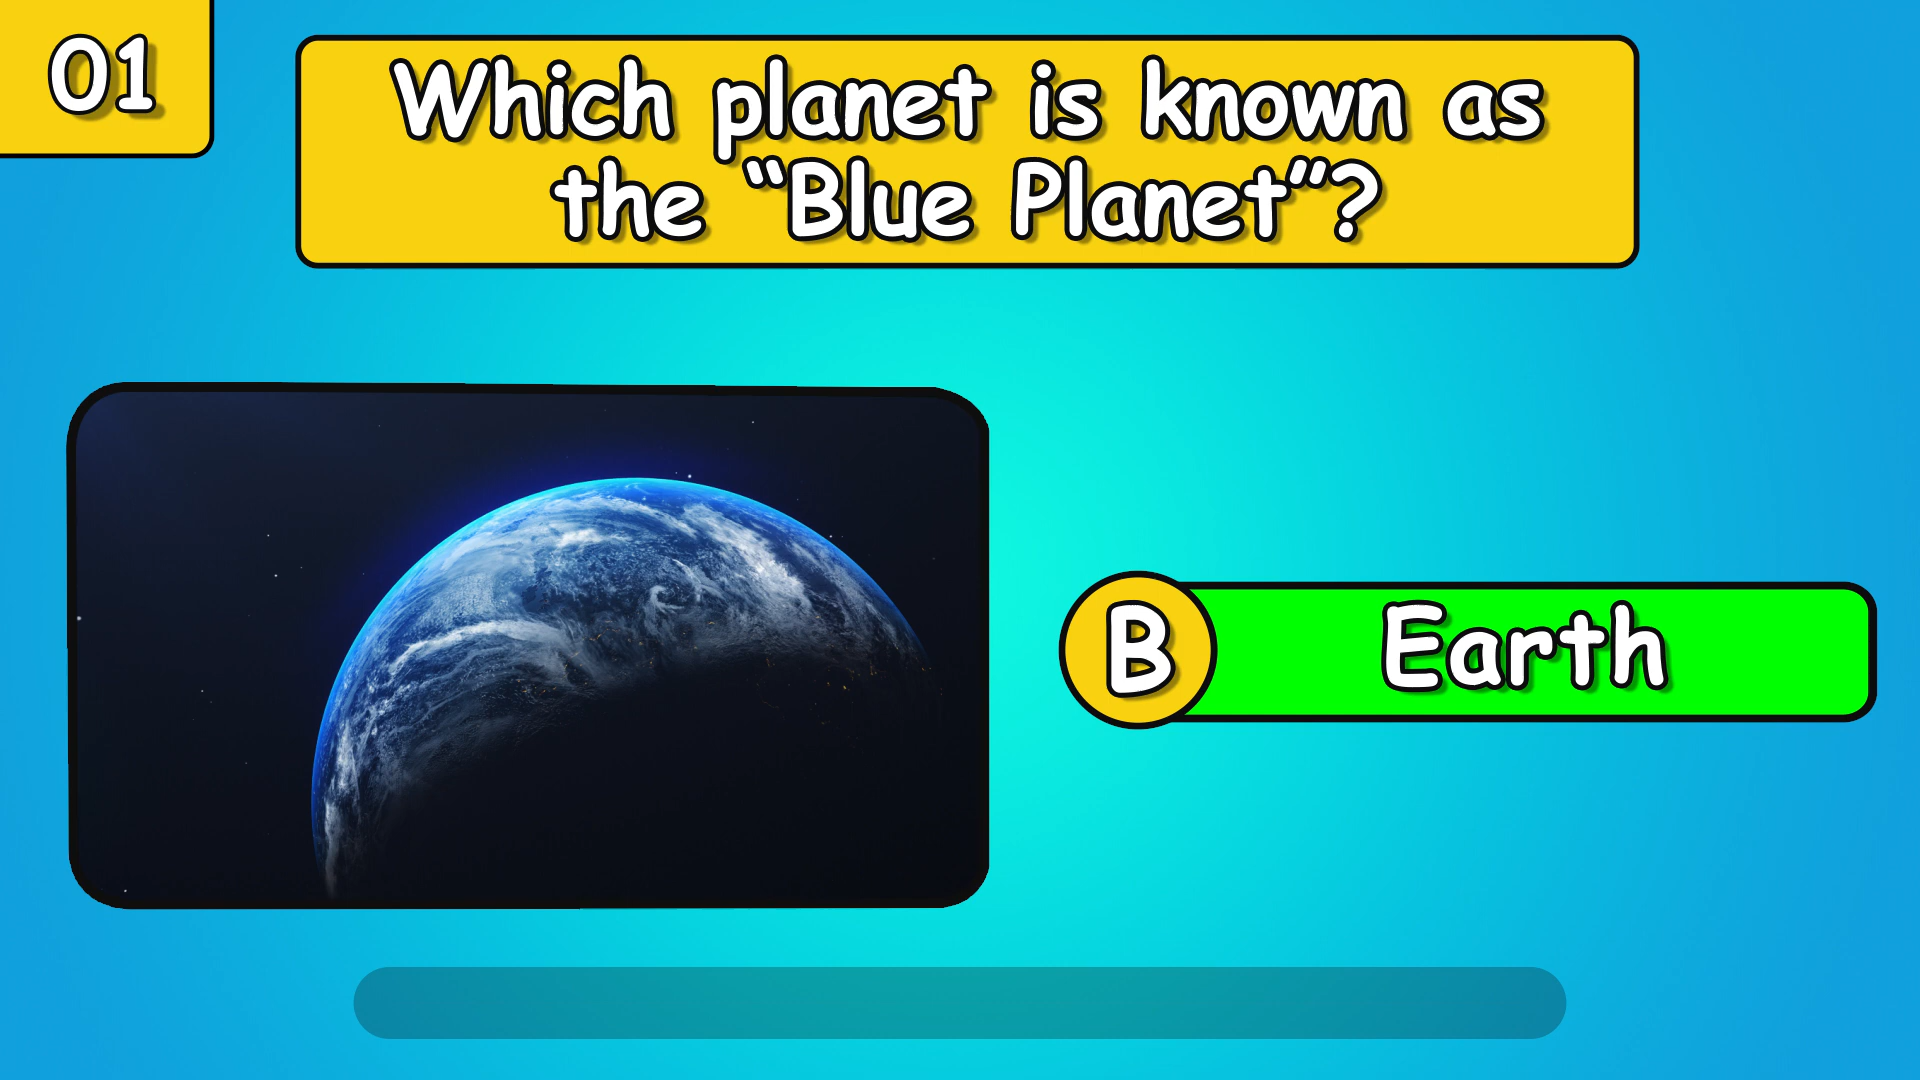 01
Which planet is known as
the “Blue Planet”?
B
Earth